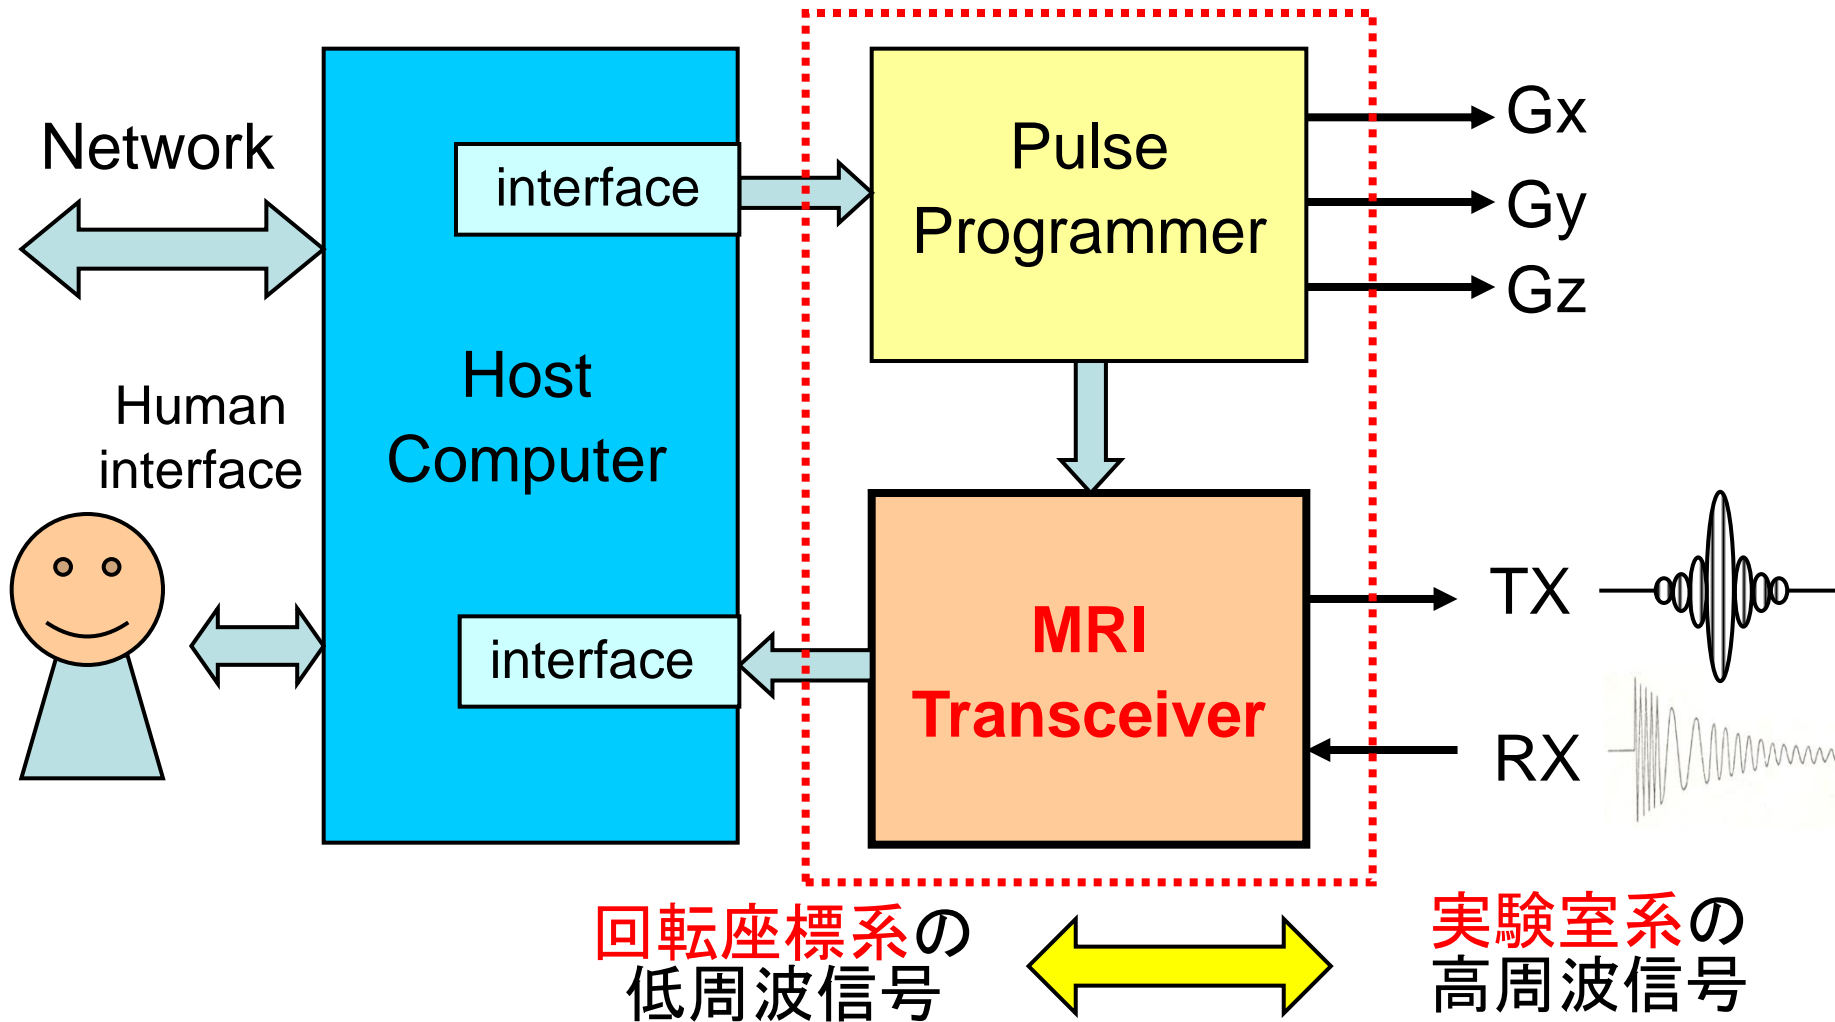 Network
Human
interface
Host
Computer
interface
interface
Pulse
Programmer
MRI
Transceiver
Gx
Gy
Gz
TX
RX
回転座標系の
低周波信号
実験室系の
高周波信号